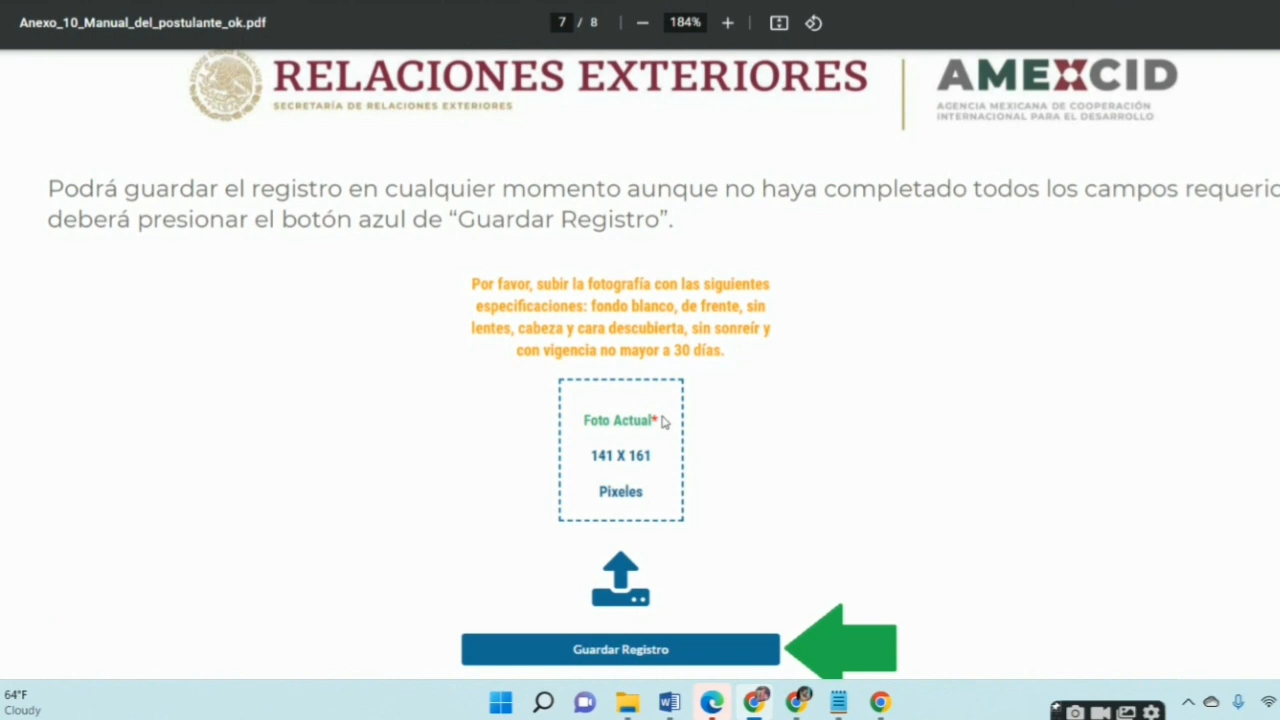 Anexo_10_Manual_del_postulante_ok.pdf
7 / 8
184%
RELACIONES EXTERIORES
SECRETARÍA DE RELACIONES EXTERIORES
AMEXCID
AGENCIA MEXICANA DE COOPERACIÓN
INTERNACIONAL PARA EL DESARROLLO
Podrá guardar el registro en cualquier momento aunque no haya completado todos los campos requerid
deberá presionar el botón azul de “Guardar Registro”.
Por favor, subir la fotografía con las siguientes
especificaciones: fondo blanco, de frente, sin
lentes, cabeza y cara descubierta, sin sonreír y
con vigencia no mayor a 30 días.
Foto Actual*
141 X 161
Pixeles
Guardar Registro
64°F
Cloudy